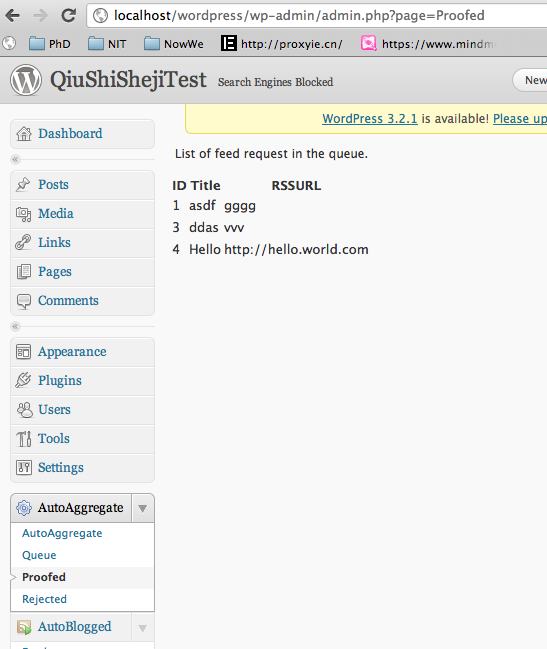 localhost/wordpress/wp-admin/admin.php?page=Proofed
PhD NIT NowWe http://proxyie.cn/ https://www.mindm
QiuShiShejiTest Search Engines Blocked New
WordPress 3.2.1 is available! Please up
Dashboard
List of feed request in the queue.
Posts
Media
Links
Pages
Comments
ID Title RSSURL
1 asdf gggg
3 ddas vvv
4 Hello http://hello.world.com
Appearance
Plugins
Users
Tools
Settings
AutoAggregate
AutoAggregate
Queue
Proofed
Rejected
AutoBlogged